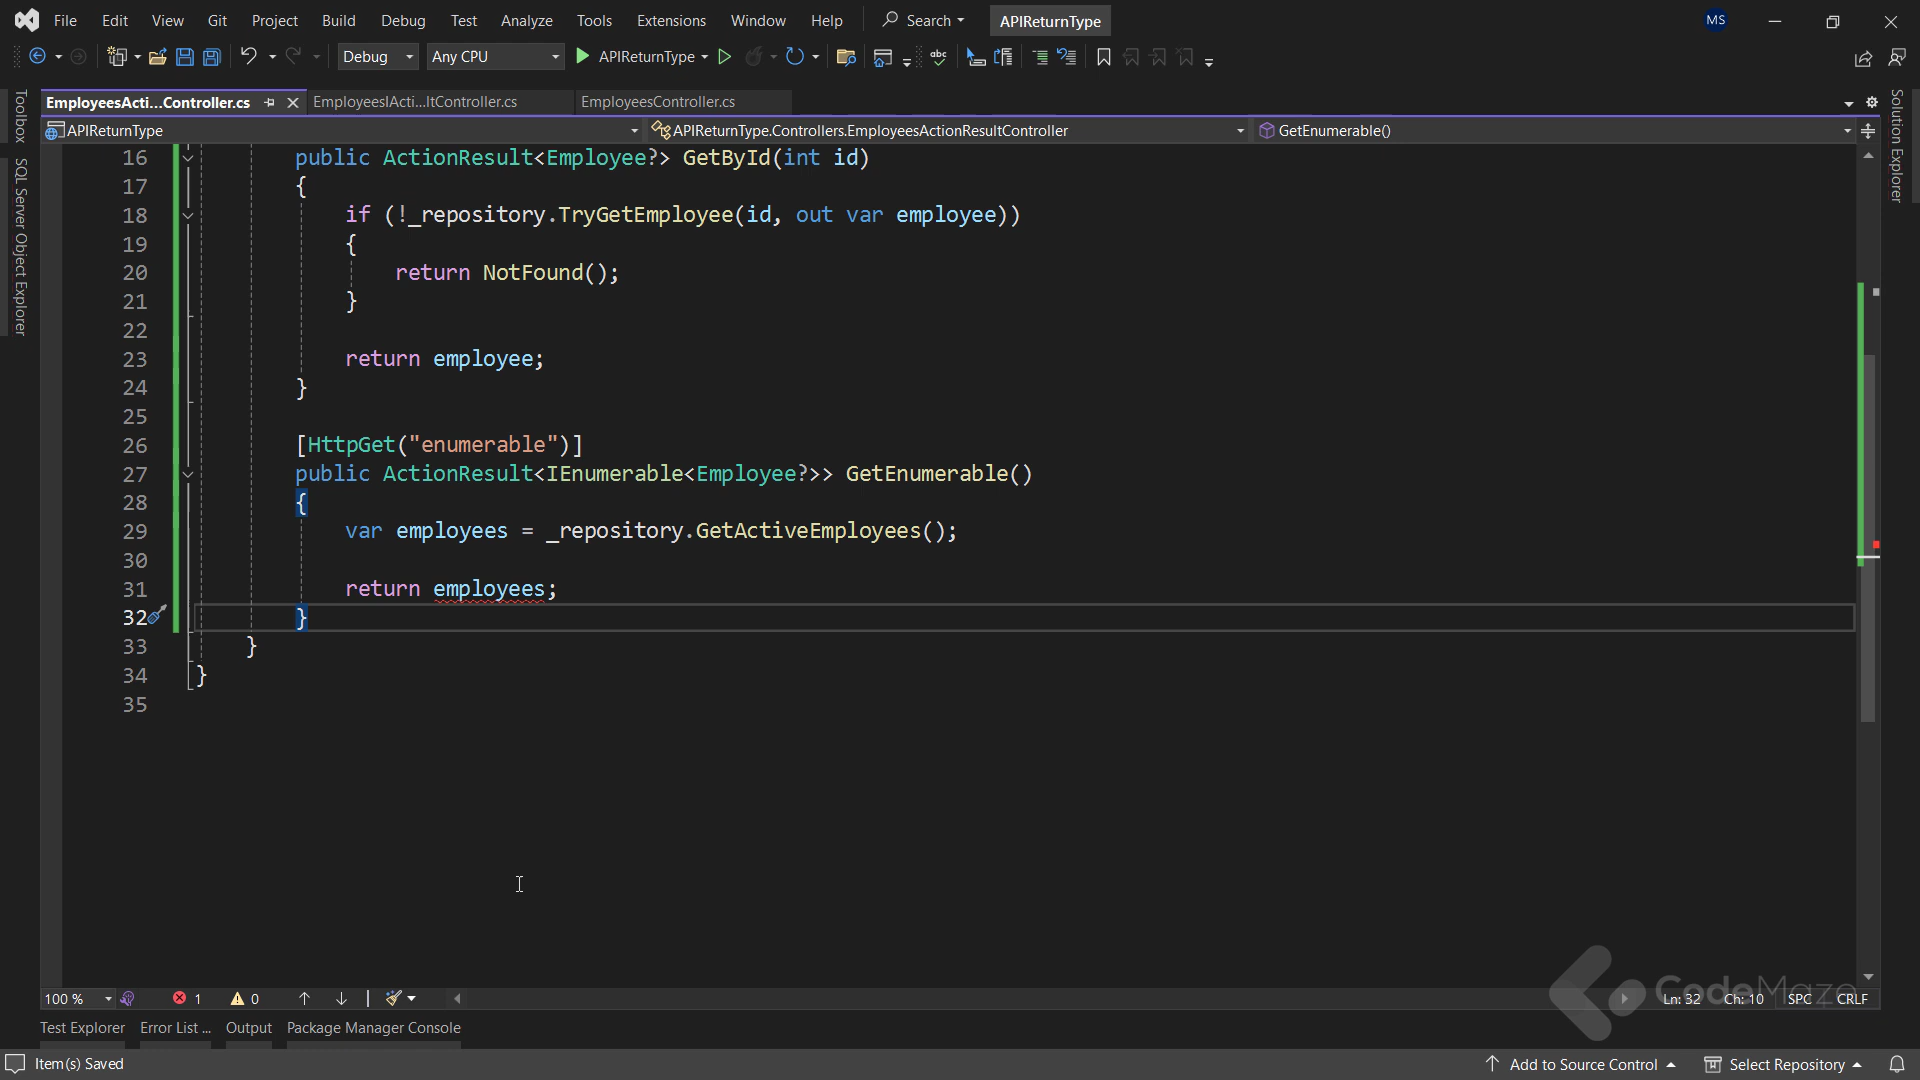 File Edit View Git Project Build Debug Test Analyze Tools Extensions Window Help Search APIReturnType MS
Debug Any CPU APIReturnType abc
EmployeesActi...Controller.cs EmployeesIActi...ltController.cs EmployeesController.cs
APIReturnType APIReturnType.Controllers.EmployeesActionResultController GetEnumerable()
Toolbox
SQL Server Object Explorer
Solution Explorer
16 public ActionResult<Employee?> GetById(int id)
17 {
18 if (!_repository.TryGetEmployee(id, out var employee))
19 {
20 return NotFound();
21 }
22
23 return employee;
24 }
25
26 [HttpGet("enumerable")]
27 public ActionResult<IEnumerable<Employee?>> GetEnumerable()
28 {
29 var employees = _repository.GetActiveEmployees();
30
31 return employees;
32 }
33 }
34 }
35
100 % 1 0 Ln: 32 Ch: 10 SPC CRLF
CodeMaze
Test Explorer Error List ... Output Package Manager Console
Item(s) Saved Add to Source Control Select Repository